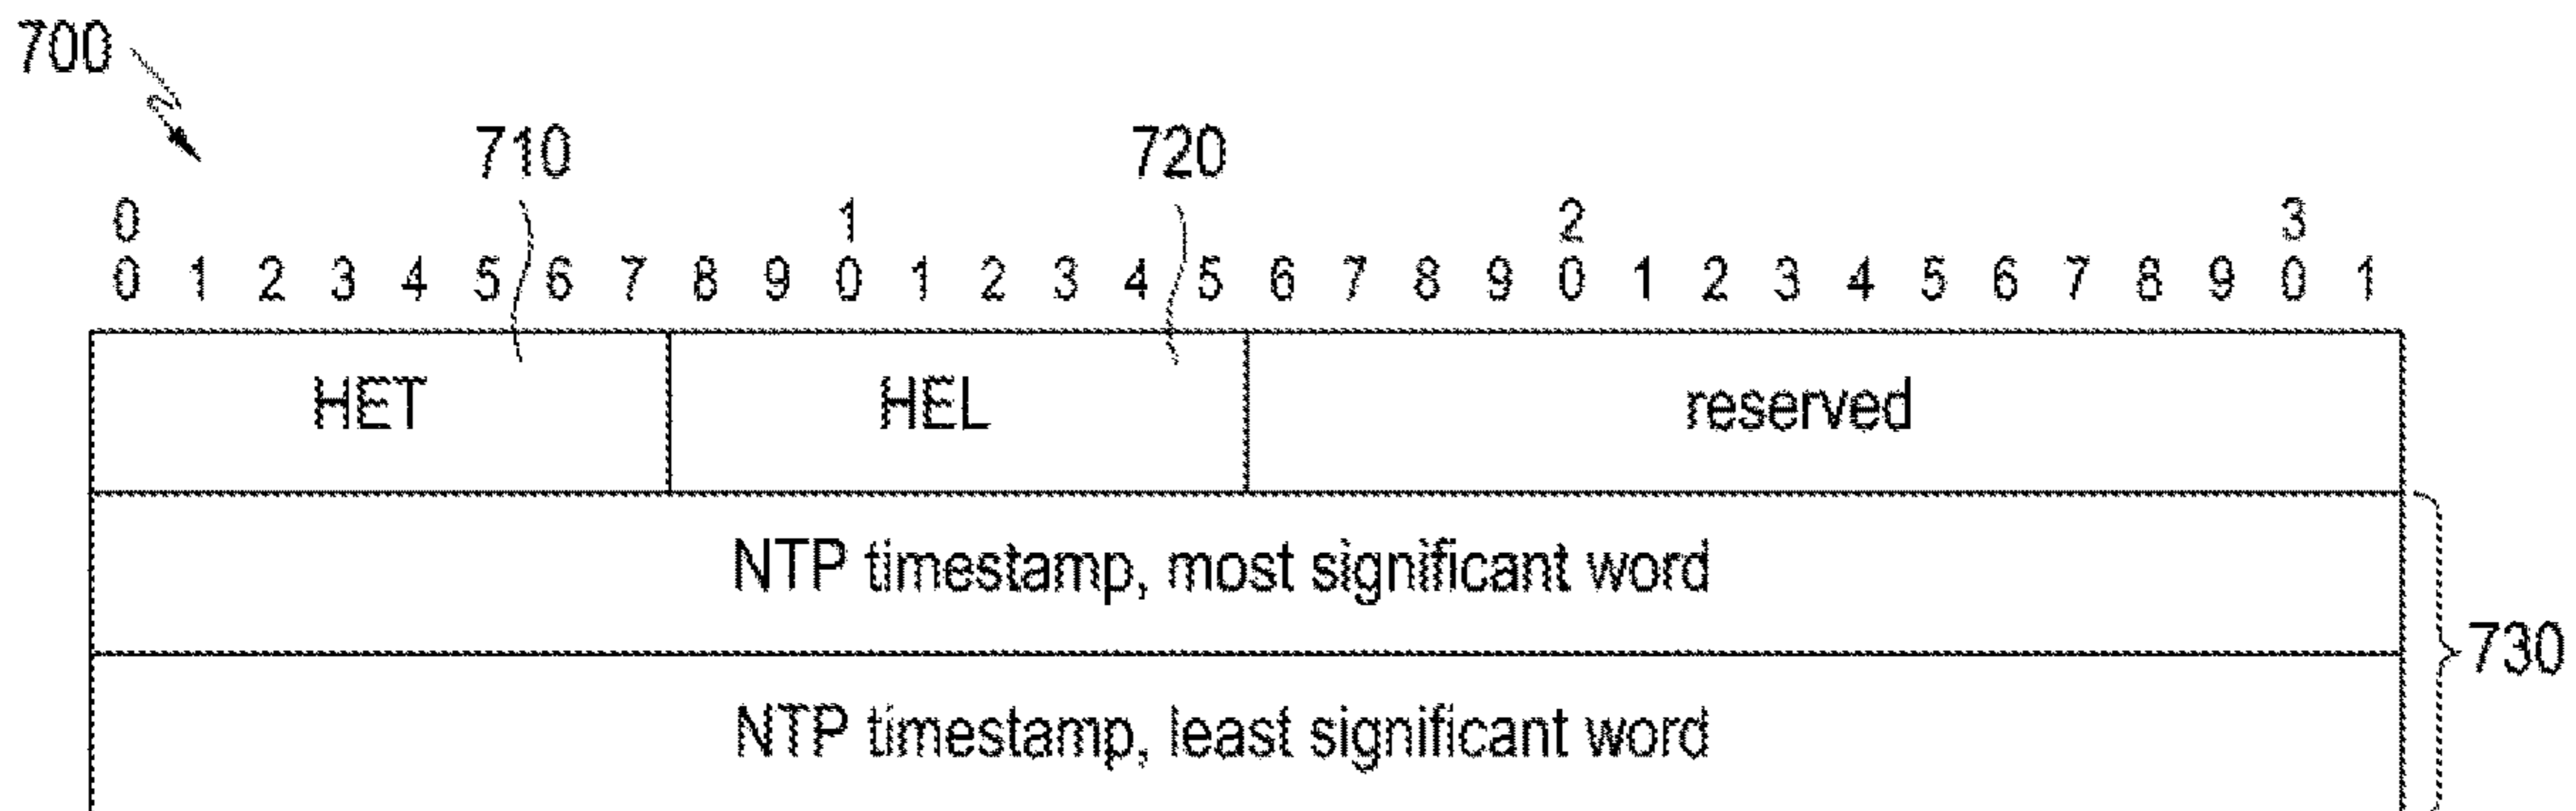 700
710 720
0 1 2 3
0 1 2 3 4 5 6 7 8 9 0 1 2 3 4 5 6 7 8 9 0 1 2 3 4 5 6 7 8 9 0 1
HET HEL reserved
NTP timestamp, most significant word
730
NTP timestamp, least significant word